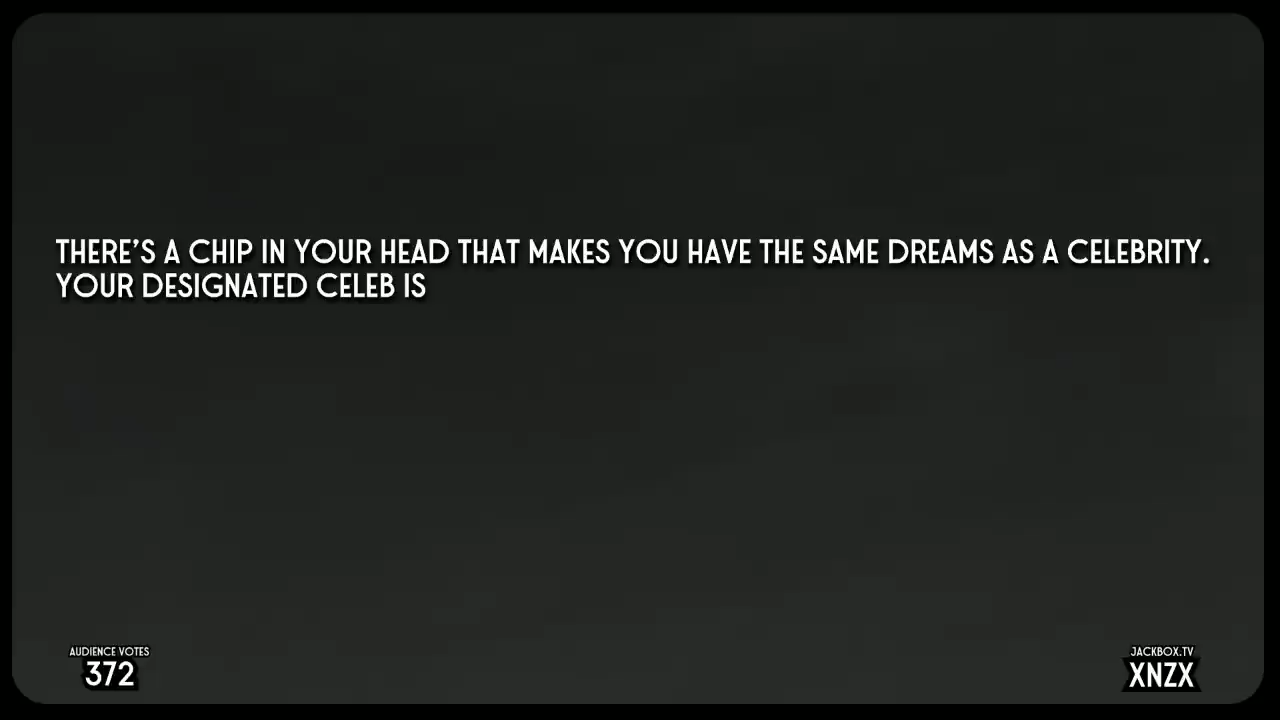 THERE'S A CHIP IN YOUR HEAD THAT MAKES YOU HAVE THE SAME DREAMS AS A CELEBRITY.
YOUR DESIGNATED CELEB IS
AUDIENCE VOTES
372
JACKBOX.TV
XNZX